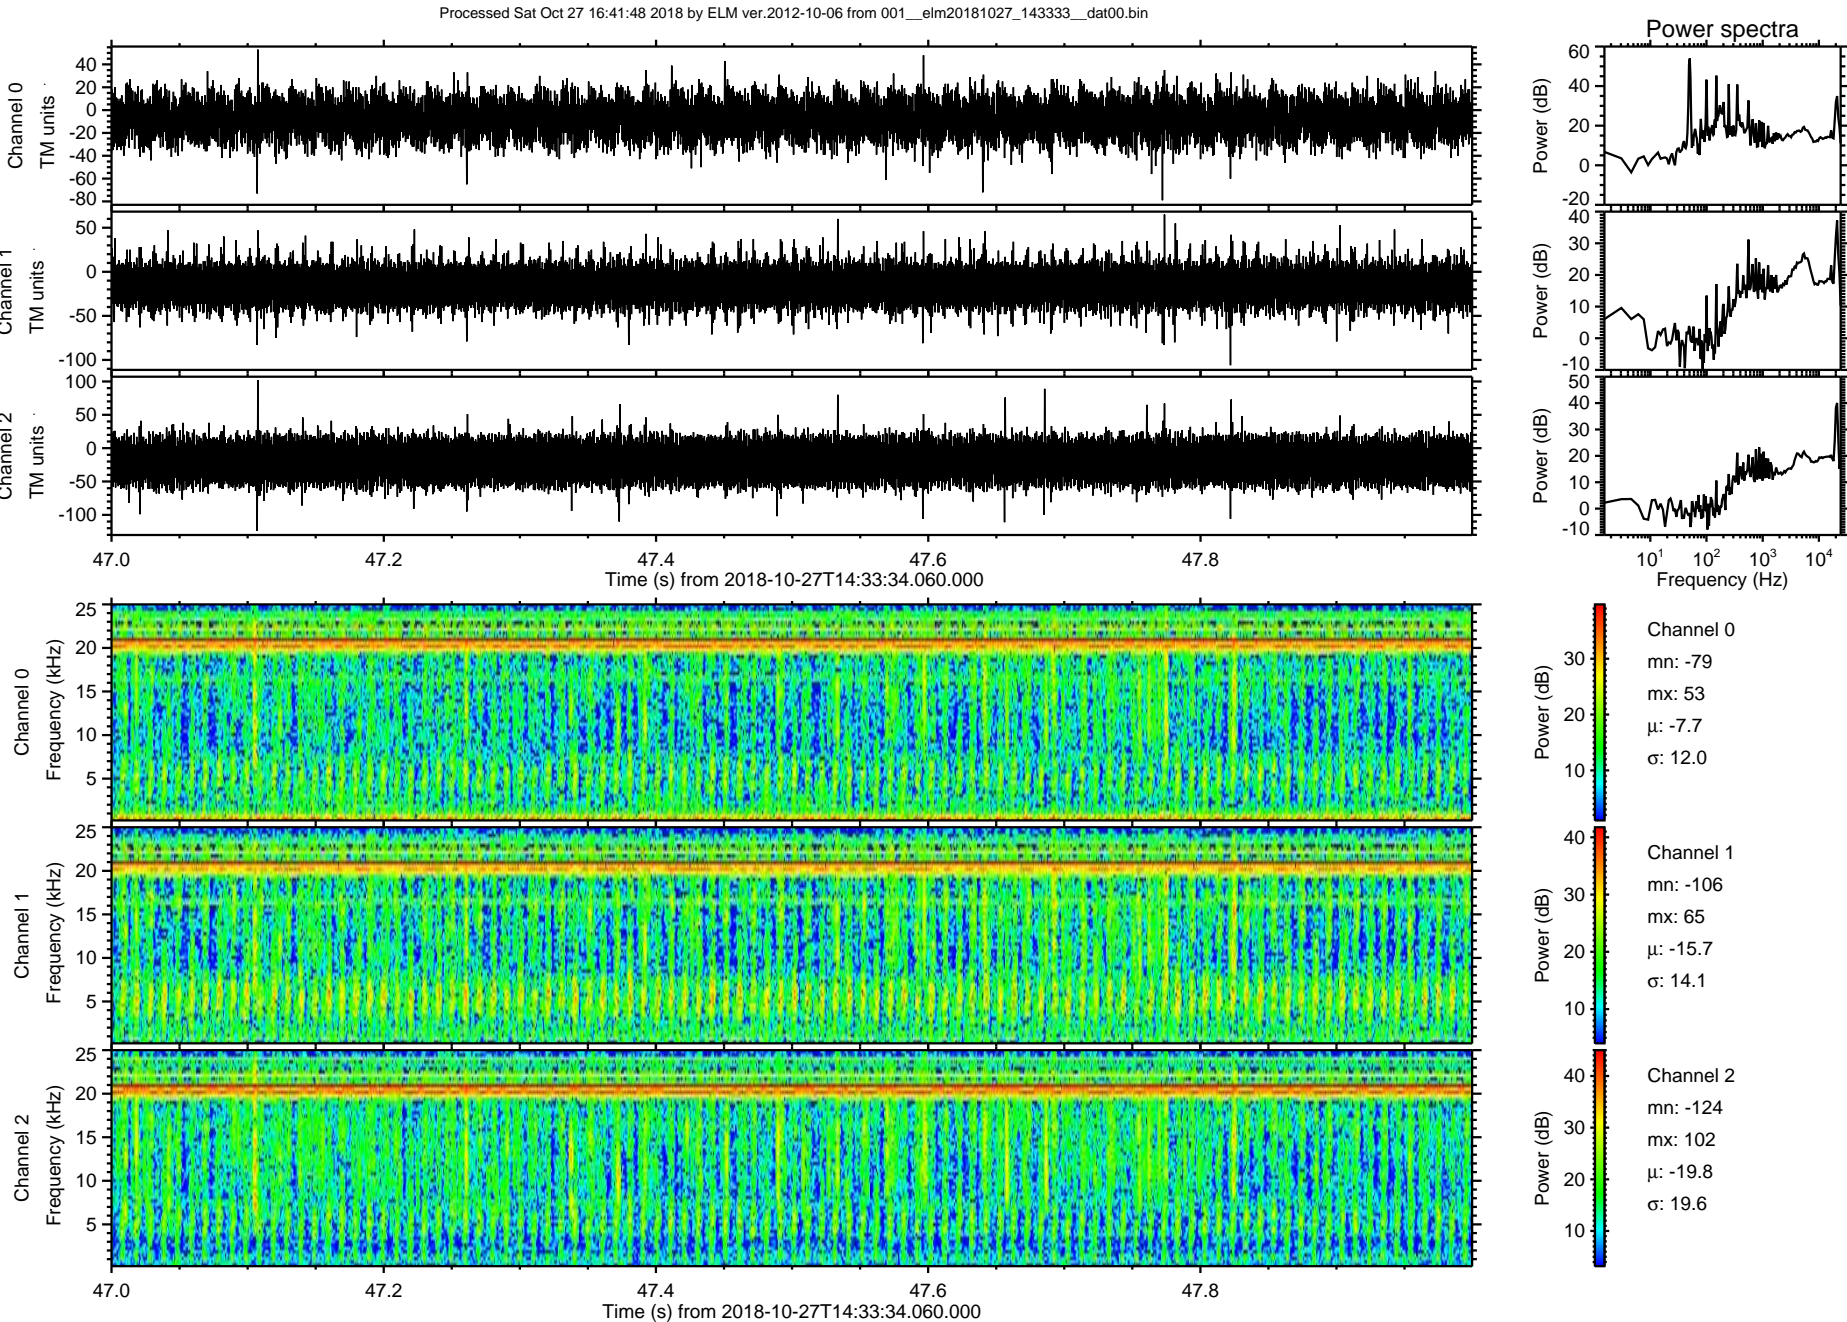 Processed Sat Oct 27 16:41:48 2018 by ELM ver.2012-10-06 from 001__elm20181027_143333__dat00.bin
Power spectra
Channel 0
TM units
40
20
0
-20
-40
-60
-80
Power (dB)
60
40
20
0
-20
Channel 1
TM units
50
0
-50
-100
Power (dB)
40
30
20
10
0
-10
Channel 2
TM units
100
50
0
-50
-100
Power (dB)
50
40
30
20
10
0
-10
47.0 47.2 47.4 47.6 47.8
Time (s) from 2018-10-27T14:33:34.060.000
10^1 10^2 10^3 10^4
Frequency (Hz)
Channel 0
Frequency (kHz)
25
20
15
10
5
Power (dB)
30
20
10
Channel 0
mn: -79
mx: 53
μ: -7.7
σ: 12.0
Channel 1
Frequency (kHz)
25
20
15
10
5
Power (dB)
40
30
20
10
Channel 1
mn: -106
mx: 65
μ: -15.7
σ: 14.1
Channel 2
Frequency (kHz)
25
20
15
10
5
Power (dB)
40
30
20
10
Channel 2
mn: -124
mx: 102
μ: -19.8
σ: 19.6
47.0 47.2 47.4 47.6 47.8
Time (s) from 2018-10-27T14:33:34.060.000